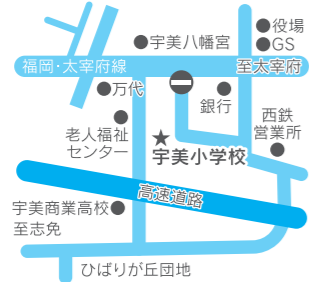 ●役場
●宇美八幡宮
●GS
福岡・太宰府線
至太宰府
●万代
銀行
西鉄
営業所
老人福祉
センター
★
宇美小学校
高速道路
宇美商業高校●
至志免
ひばりが丘団地